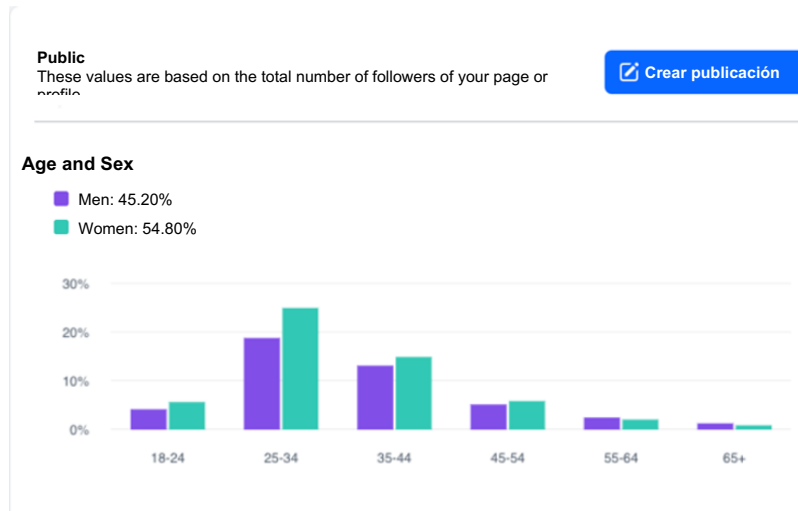 Public
These values are based on the total number of followers of your page or
profile
Crear publicación
Age and Sex
Men: 45.20%
Women: 54.80%
30%
20%
10%
0%
18-24 25-34 35-44 45-54 55-64 65+